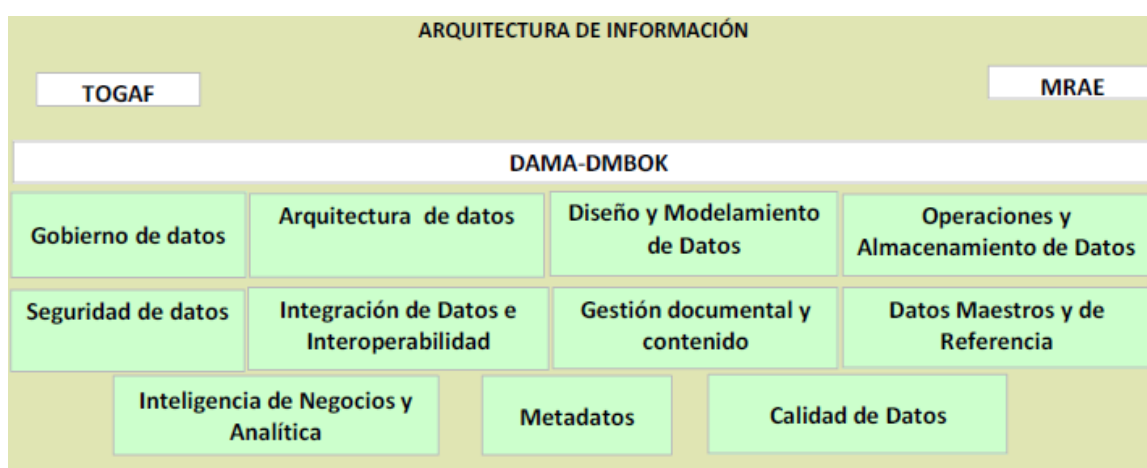 ARQUITECTURA DE INFORMACIÓN
TOGAF
MRAE
DAMA-DMBOK
Gobierno de datos
Arquitectura de datos
Diseño y Modelamiento
de Datos
Operaciones y
Almacenamiento de Datos
Seguridad de datos
Integración de Datos e
Interoperabilidad
Gestión documental y
contenido
Datos Maestros y de
Referencia
Inteligencia de Negocios y
Analítica
Metadatos
Calidad de Datos